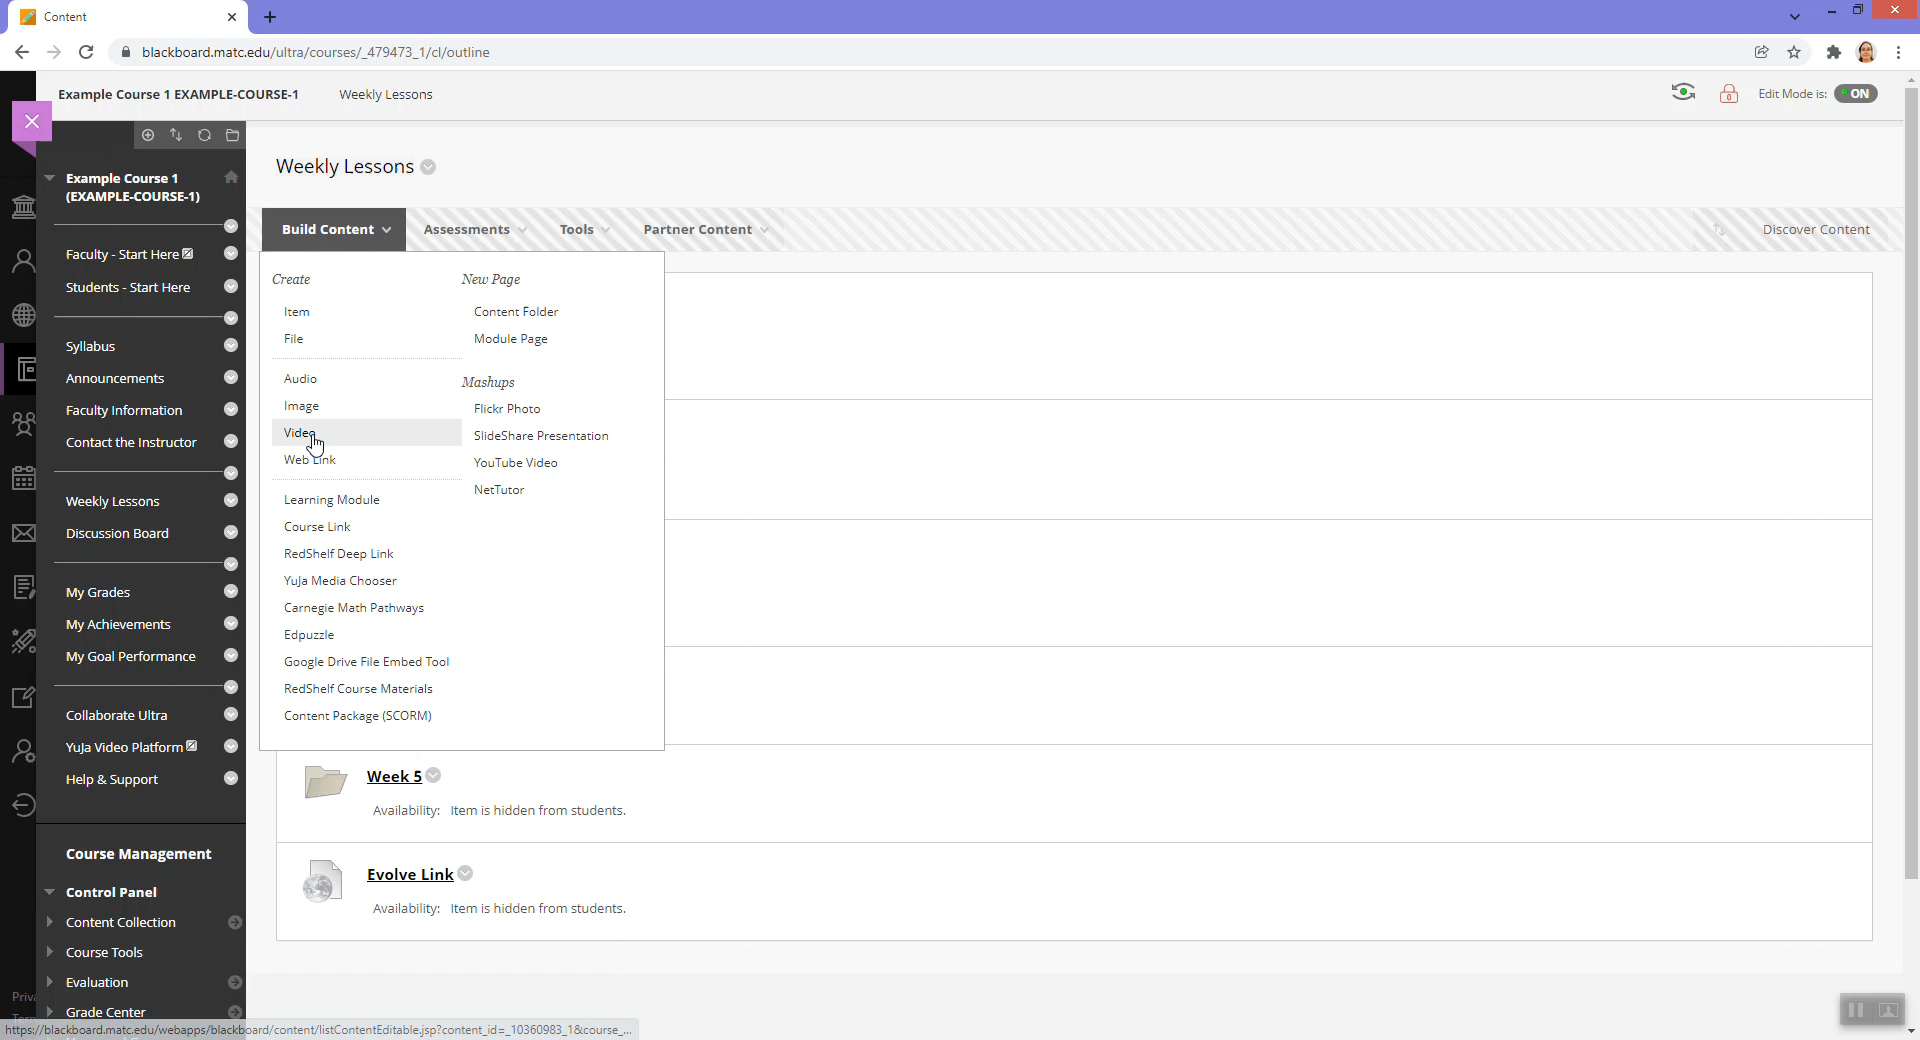 Content
blackboard.matc.edu/ultra/courses/_479473_1/cl/outline
Example Course 1 EXAMPLE-COURSE-1
Weekly Lessons
Edit Mode is:
ON
Example Course 1
(EXAMPLE-COURSE-1)
Faculty - Start Here
Students - Start Here
Syllabus
Announcements
Faculty Information
Contact the Instructor
Weekly Lessons
Discussion Board
My Grades
My Achievements
My Goal Performance
Collaborate Ultra
YuJa Video Platform
Help & Support
Course Management
Control Panel
Content Collection
Course Tools
Evaluation
Grade Center
Weekly Lessons
Build Content
Assessments
Tools
Partner Content
Discover Content
Create
Item
File
Audio
Image
Video
Web Link
Learning Module
Course Link
RedShelf Deep Link
YuJa Media Chooser
Carnegie Math Pathways
Edpuzzle
Google Drive File Embed Tool
RedShelf Course Materials
Content Package (SCORM)
New Page
Content Folder
Module Page
Mashups
Flickr Photo
SlideShare Presentation
YouTube Video
NetTutor
Week 5
Availability: Item is hidden from students.
Evolve Link
Availability: Item is hidden from students.
https://blackboard.matc.edu/webapps/blackboard/content/listContentEditable.jsp?content_id=_10360983_1&course_...